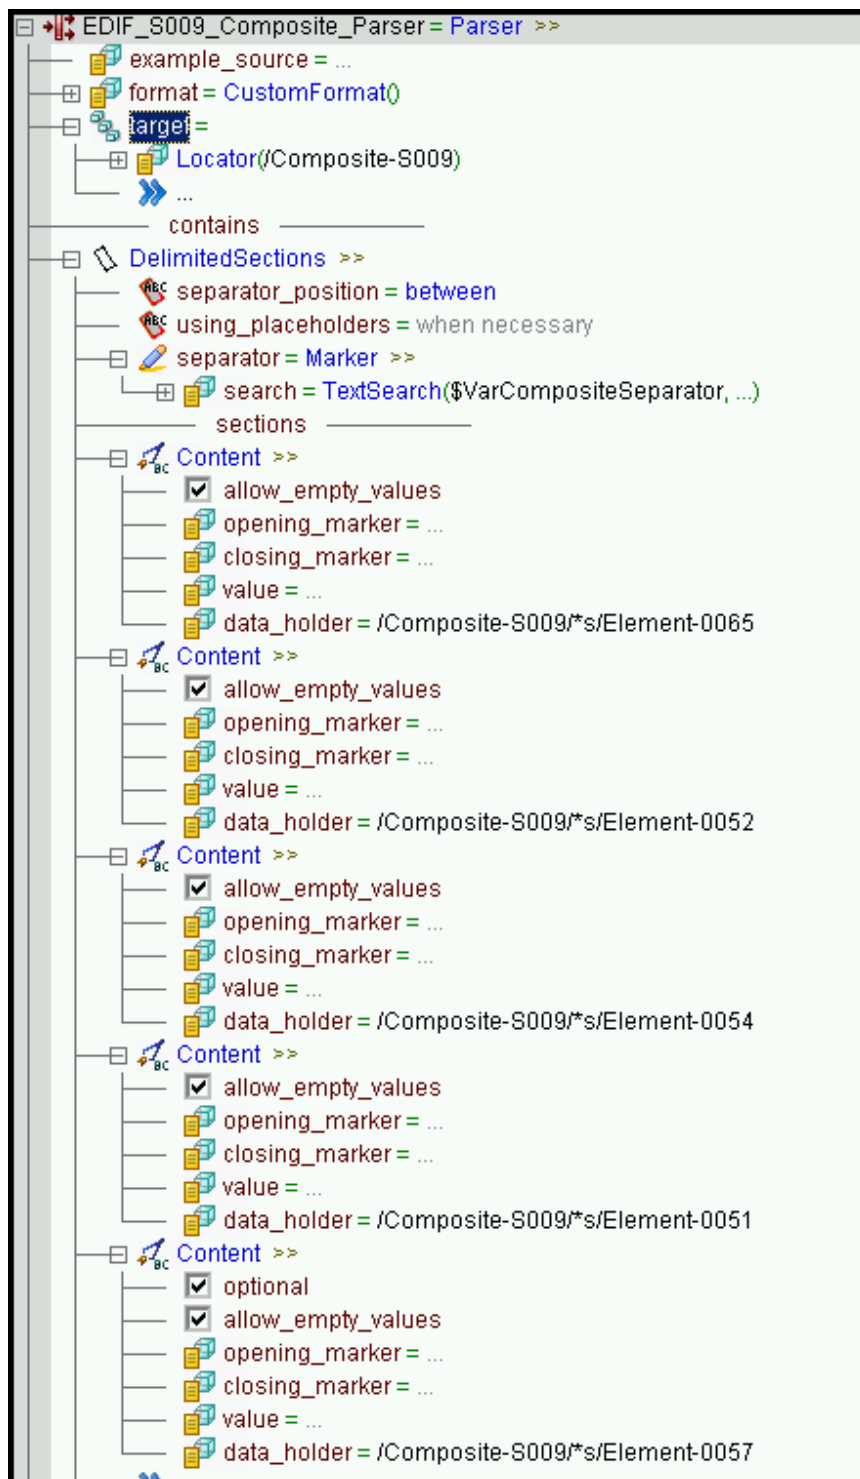 EDIF_S009_Composite_Parser = Parser >>
example_source = ...
format = CustomFormat()
target =
Locator(/Composite-S009)
...
contains
DelimitedSections >>
separator_position = between
using_placeholders = when necessary
separator = Marker >>
search = TextSearch($VarCompositeSeparator, ...)
sections
Content >>
allow_empty_values
opening_marker = ...
closing_marker = ...
value = ...
data_holder = /Composite-S009/*s/Element-0065
Content >>
allow_empty_values
opening_marker = ...
closing_marker = ...
value = ...
data_holder = /Composite-S009/*s/Element-0052
Content >>
allow_empty_values
opening_marker = ...
closing_marker = ...
value = ...
data_holder = /Composite-S009/*s/Element-0054
Content >>
allow_empty_values
opening_marker = ...
closing_marker = ...
value = ...
data_holder = /Composite-S009/*s/Element-0051
Content >>
optional
allow_empty_values
opening_marker = ...
closing_marker = ...
value = ...
data_holder = /Composite-S009/*s/Element-0057